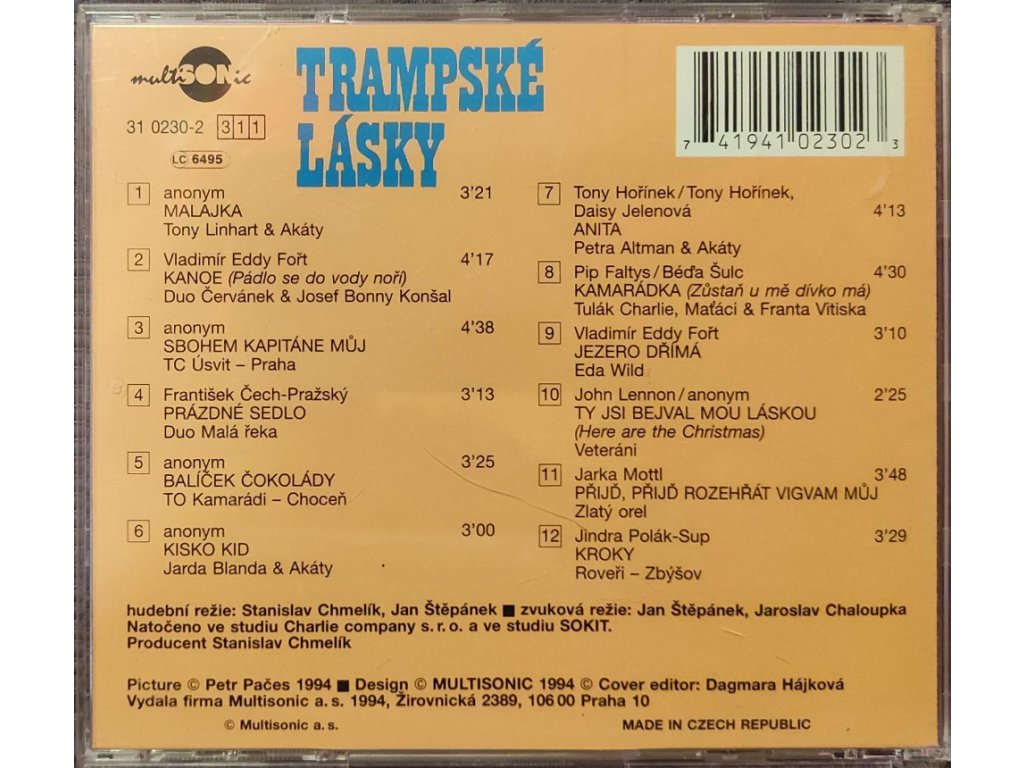 multiSONic
TRAMPSKÉ
LÁSKY
31 0230-2 311
LC 6495
7 41941 02302 3
1 anonym 3’21
MALAJKA
Tony Linhart & Akáty
2 Vladimír Eddy Fořt 4’17
KANOE (Pádlo se do vody noří)
Duo Červánek & Josef Bonny Konšal
3 anonym 4’38
SBOHEM KAPITÁNE MŮJ
TC Úsvit – Praha
4 František Čech-Pražský 3’13
PRÁZDNÉ SEDLO
Duo Malá řeka
5 anonym 3’25
BALÍČEK ČOKOLÁDY
TO Kamarádi – Choceň
6 anonym 3’00
KISKO KID
Jarda Blanda & Akáty
7 Tony Hořínek / Tony Hořínek,
Daisy Jelenová 4’13
ANITA
Petra Altman & Akáty
8 Pip Faltys / Béďa Šulc 4’30
KAMARÁDKA (Zůstaň u mě dívko má)
Tulák Charlie, Maťáci & Franta Vitiska
9 Vladimír Eddy Fořt 3’10
JEZERO DŘÍMÁ
Eda Wild
10 John Lennon / anonym 2’25
TY JSI BEJVAL MOU LÁSKOU
(Here are the Christmas)
Veteráni
11 Jarka Mottl 3’48
PŘIJĎ, PŘIJĎ ROZEHŘÁT VIGVAM MŮJ
Zlatý orel
12 Jindra Polák-Sup 3’29
KROKY
Roveři – Zbýšov
hudební režie: Stanislav Chmelík, Jan Štěpánek ■ zvuková režie: Jan Štěpánek, Jaroslav Chaloupka
Natočeno ve studiu Charlie company s. r. o. a ve studiu SOKIT.
Producent Stanislav Chmelík
Picture © Petr Pačes 1994 ■ Design © MULTISONIC 1994 © Cover editor: Dagmara Hájková
Vydala firma Multisonic a. s. 1994, Žirovnická 2389, 106 00 Praha 10
© Multisonic a. s. MADE IN CZECH REPUBLIC